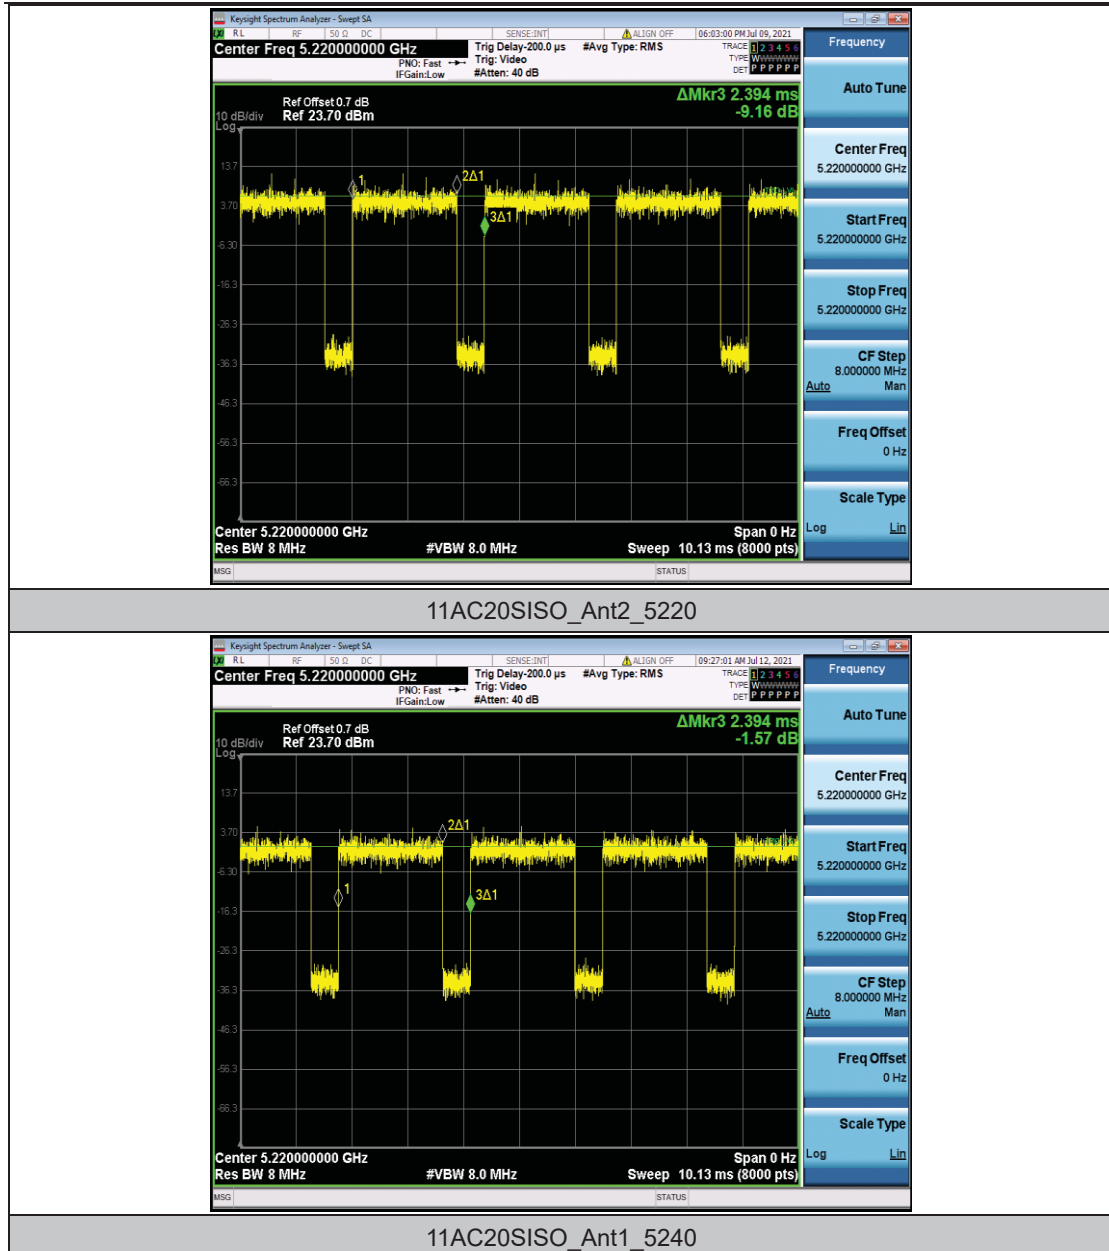 Keysight Spectrum Analyzer - Swept SA
LXI RL RF 50 Ω DC SENSE:INT ALIGN OFF 06:03:00 PM Jul 09, 2021
Center Freq 5.220000000 GHz Trig Delay-200.0 µs #Avg Type: RMS TRACE 1 2 3 4 5 6
PNO: Fast Trig: Video TYPE W
IFGain:Low #Atten: 40 dB DET P P P P P P
Frequency
ΔMkr3 2.394 ms
-9.16 dB
Ref Offset 0.7 dB
10 dB/div Ref 23.70 dBm
Log
13.7
3.70
-6.30
-16.3
-26.3
-36.3
-46.3
-56.3
-66.3
1
2Δ1
3Δ1
Center 5.220000000 GHz Span 0 Hz
Res BW 8 MHz #VBW 8.0 MHz Sweep 10.13 ms (8000 pts)
MSG STATUS
Auto Tune
Center Freq
5.220000000 GHz
Start Freq
5.220000000 GHz
Stop Freq
5.220000000 GHz
CF Step
8.000000 MHz
Auto Man
Freq Offset
0 Hz
Scale Type
Log Lin
11AC20SISO_Ant2_5220
Keysight Spectrum Analyzer - Swept SA
LXI RL RF 50 Ω DC SENSE:INT ALIGN OFF 09:27:01 AM Jul 12, 2021
Center Freq 5.220000000 GHz Trig Delay-200.0 µs #Avg Type: RMS TRACE 1 2 3 4 5 6
PNO: Fast Trig: Video TYPE W
IFGain:Low #Atten: 40 dB DET P P P P P P
Frequency
ΔMkr3 2.394 ms
-1.57 dB
Ref Offset 0.7 dB
10 dB/div Ref 23.70 dBm
Log
13.7
3.70
-6.30
-16.3
-26.3
-36.3
-46.3
-56.3
-66.3
1
2Δ1
3Δ1
Center 5.220000000 GHz Span 0 Hz
Res BW 8 MHz #VBW 8.0 MHz Sweep 10.13 ms (8000 pts)
MSG STATUS
Auto Tune
Center Freq
5.220000000 GHz
Start Freq
5.220000000 GHz
Stop Freq
5.220000000 GHz
CF Step
8.000000 MHz
Auto Man
Freq Offset
0 Hz
Scale Type
Log Lin
11AC20SISO_Ant1_5240